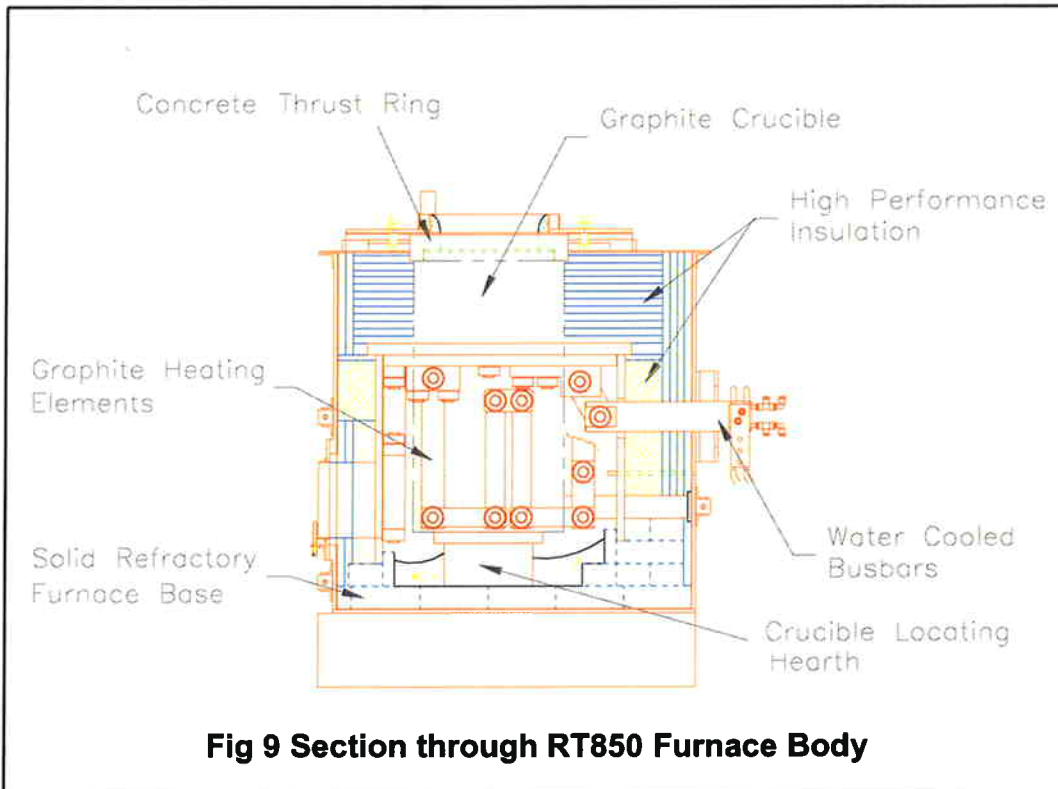 Concrete Thrust Ring
Graphite Crucible
High Performance
Insulation
Graphite Heating
Elements
Solid Refractory
Furnace Base
Water Cooled
Busbars
Crucible Locating
Hearth
Fig 9 Section through RT850 Furnace Body